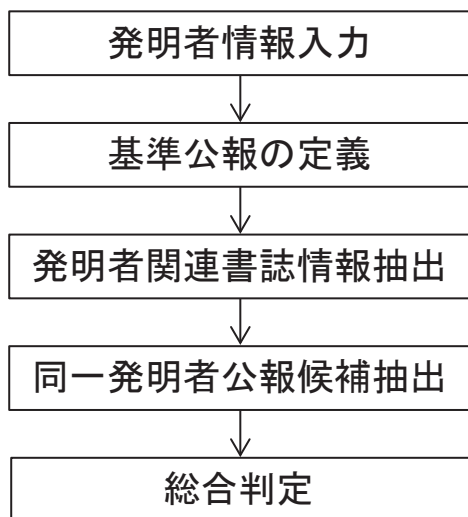 発明者情報入力
基準公報の定義
発明者関連書誌情報抽出
同一発明者公報候補抽出
総合判定